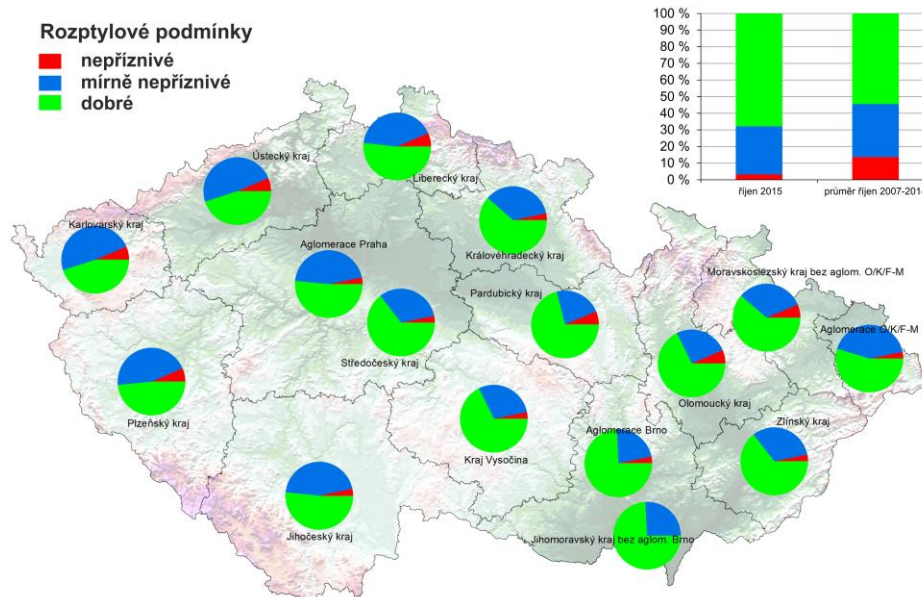 Rozptylové podmínky
nepříznivé
mírně nepříznivé
dobré
100 %
90 %
80 %
70 %
60 %
50 %
40 %
30 %
20 %
10 %
0 %
říjen 2015
průměr říjen 2007-201
Ústecký kraj
Liberecký kraj
Karlovarský kraj
Aglomerace Praha
Královéhradecký kraj
Moravskoslezský kraj bez aglom. O/K/F-M
Pardubický kraj
Aglomerace O/K/F-M
Středočeský kraj
Olomoucký kraj
Plzeňský kraj
Zlínský kraj
Aglomerace Brno
Kraj Vysočina
Jihočeský kraj
Jihomoravský kraj bez aglom. Brno